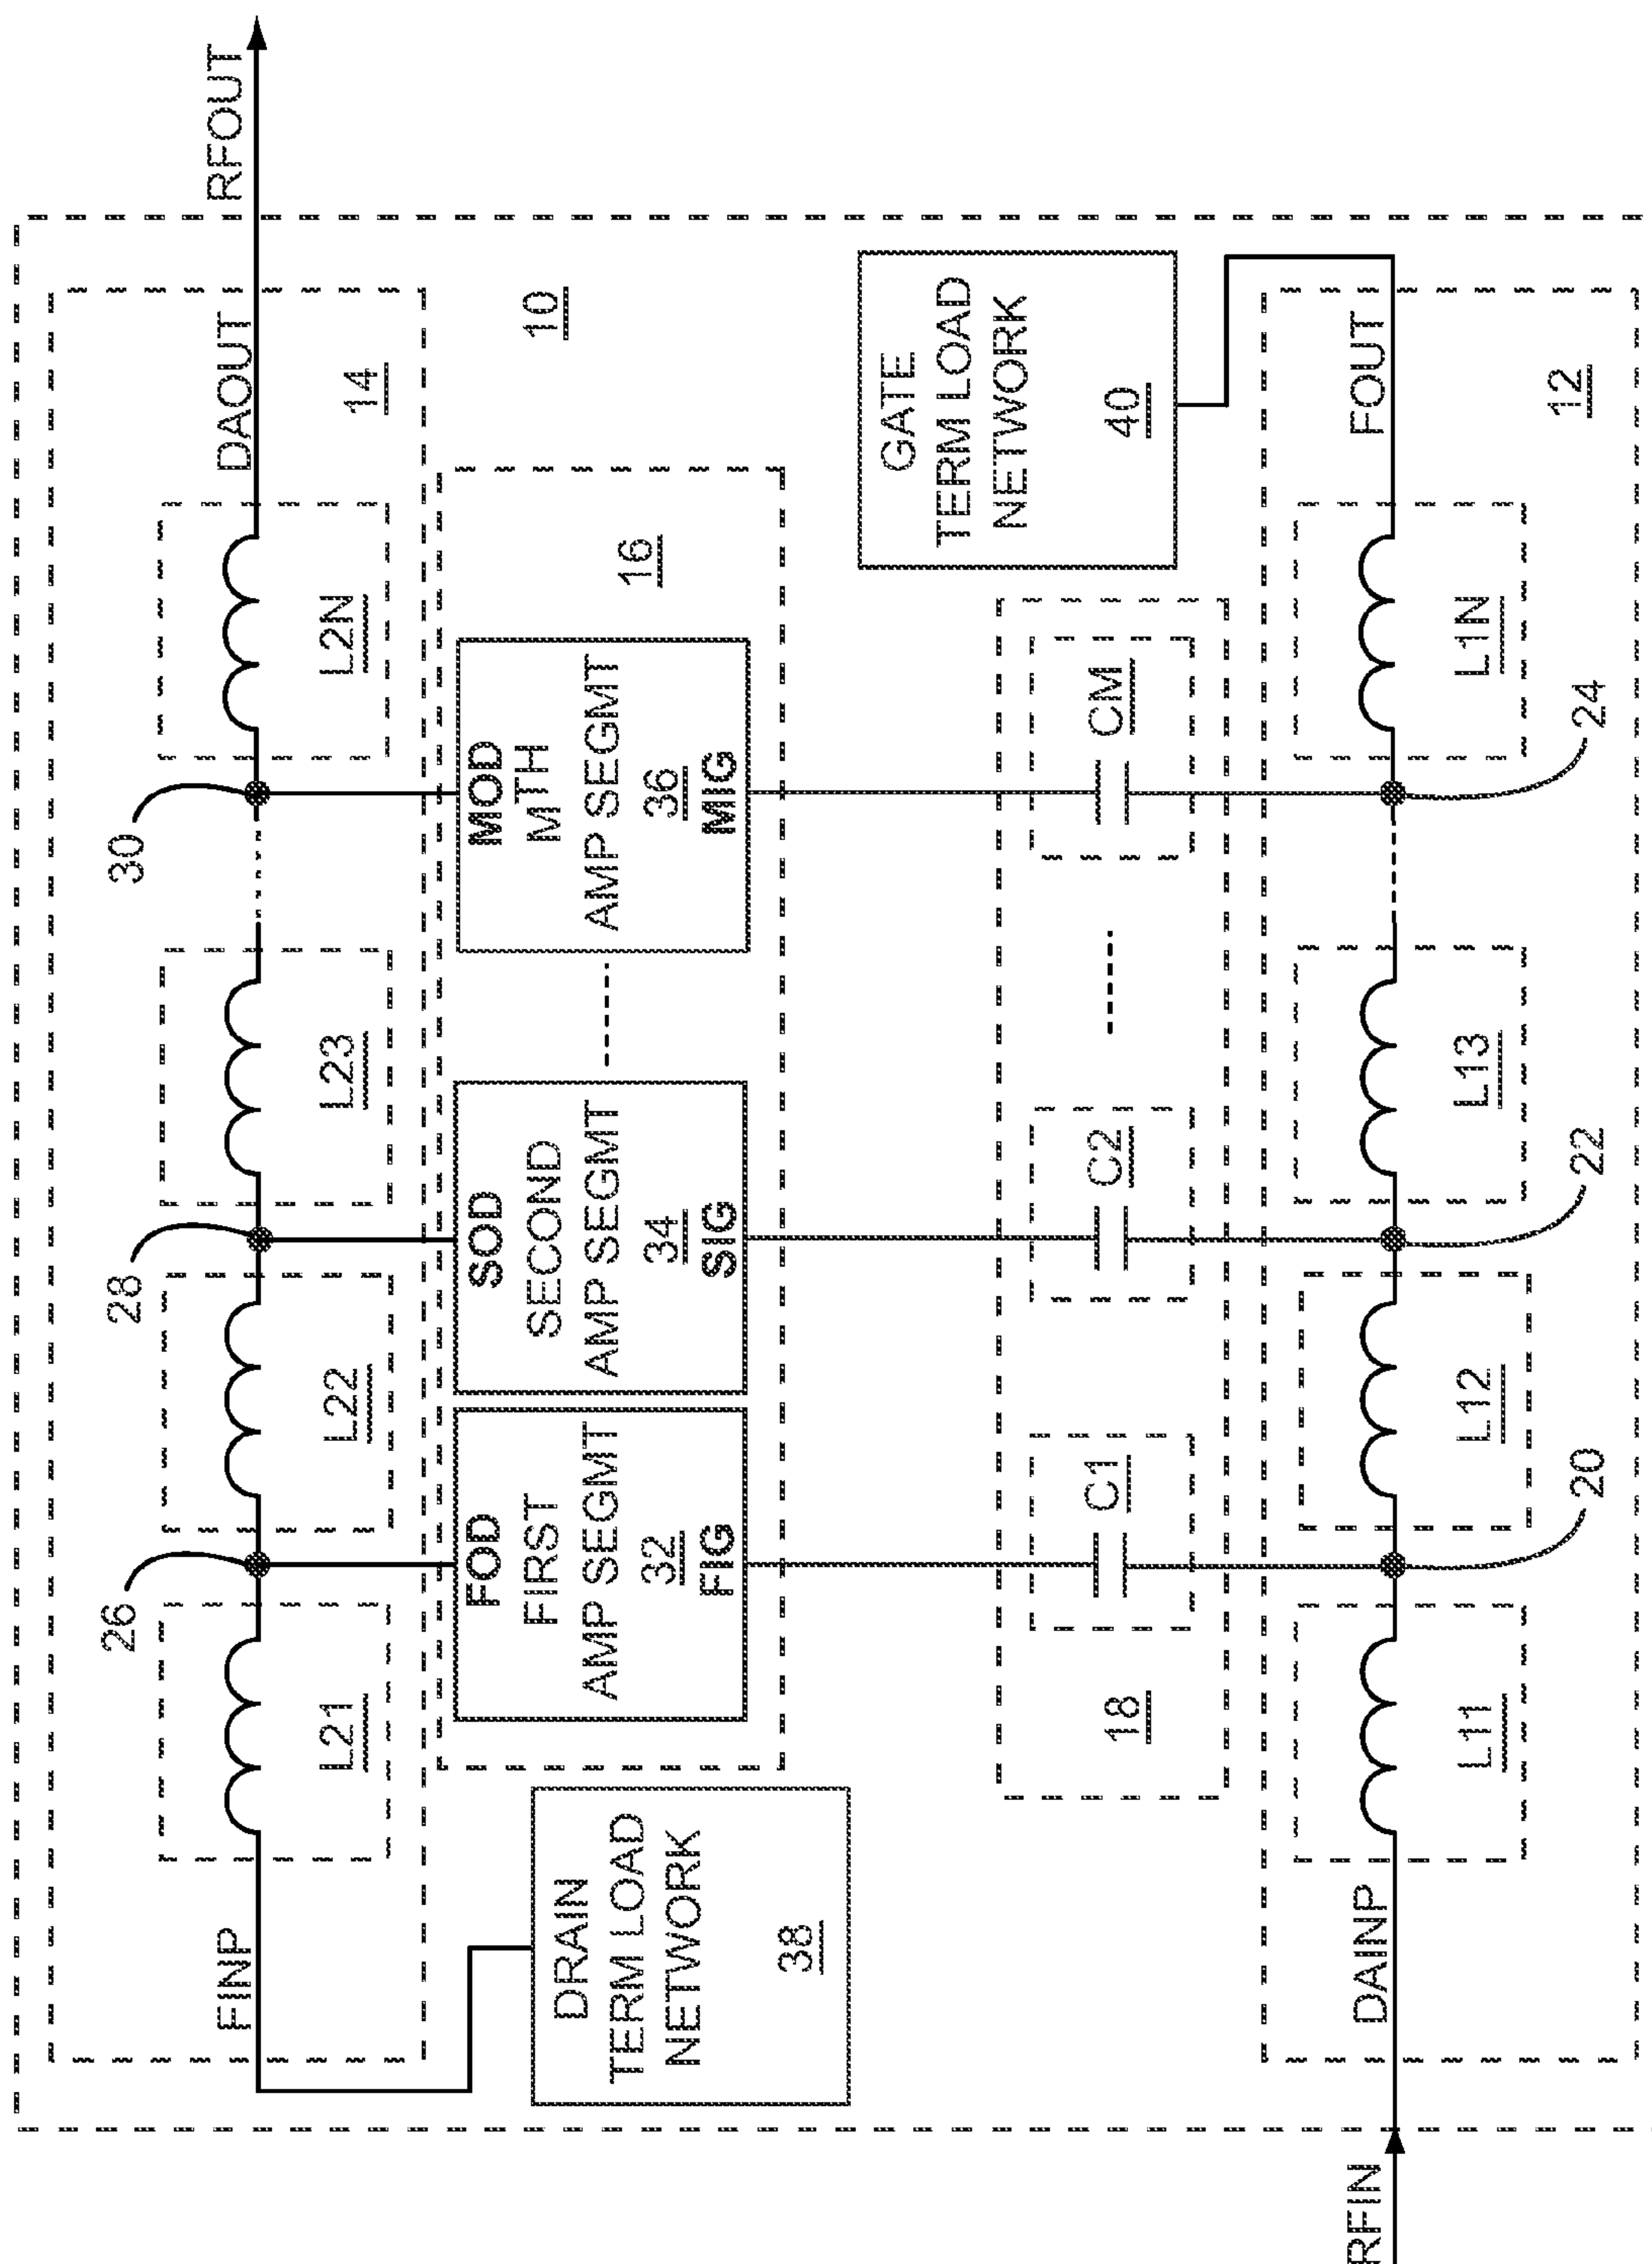 RFOUT
DAOUT
FINP
14
10
L21
L22
L23
L2N
26
28
30
DRAIN
TERM LOAD
NETWORK
38
FOD
FIRST
AMP SEGMT
32
FIG
SOD
SECOND
AMP SEGMT
34
SIG
MOD
MTH
AMP SEGMT
36
MIG
16
GATE
TERM LOAD
NETWORK
40
18
C1
C2
CM
RFIN
DAINP
FOUT
L11
L12
L13
L1N
12
20
22
24